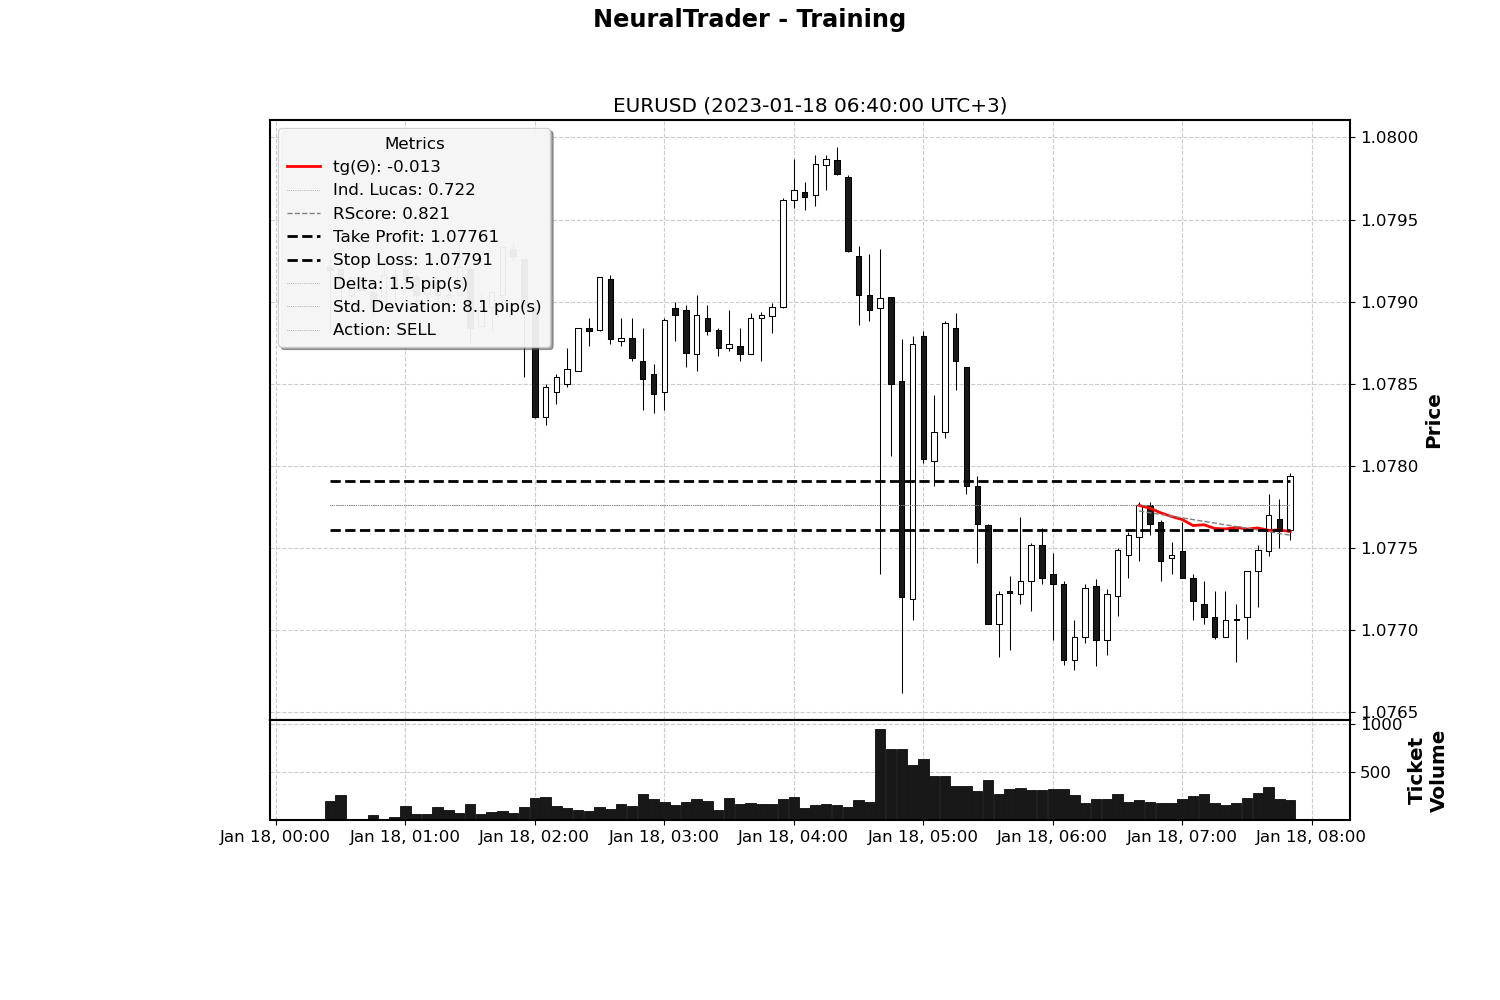 NeuralTrader - Training
EURUSD (2023-01-18 06:40:00 UTC+3)
Metrics
tg(Θ): -0.013
Ind. Lucas: 0.722
RScore: 0.821
Take Profit: 1.07761
Stop Loss: 1.07791
Delta: 1.5 pip(s)
Std. Deviation: 8.1 pip(s)
Action: SELL
1.0800
1.0795
1.0790
1.0785
1.0780
1.0775
1.0770
1.0765
Price
1000
500
Ticket
Volume
Jan 18, 00:00
Jan 18, 01:00
Jan 18, 02:00
Jan 18, 03:00
Jan 18, 04:00
Jan 18, 05:00
Jan 18, 06:00
Jan 18, 07:00
Jan 18, 08:00